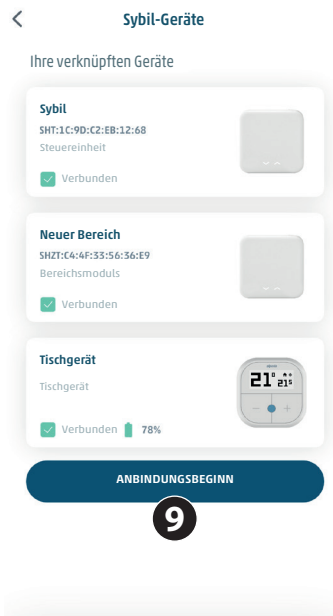 Sybil-Geräte
Ihre verknüpften Geräte
Sybil
SHT:1C:9D:C2:EB:12:68
Steuereinheit
Verbunden
Neuer Bereich
SHZT:C4:4F:33:56:36:E9
Bereichsmoduls
Verbunden
Tischgerät
Tischgerät
21° 21⁵
Verbunden 78%
ANBINDUNGSBEGINN
9